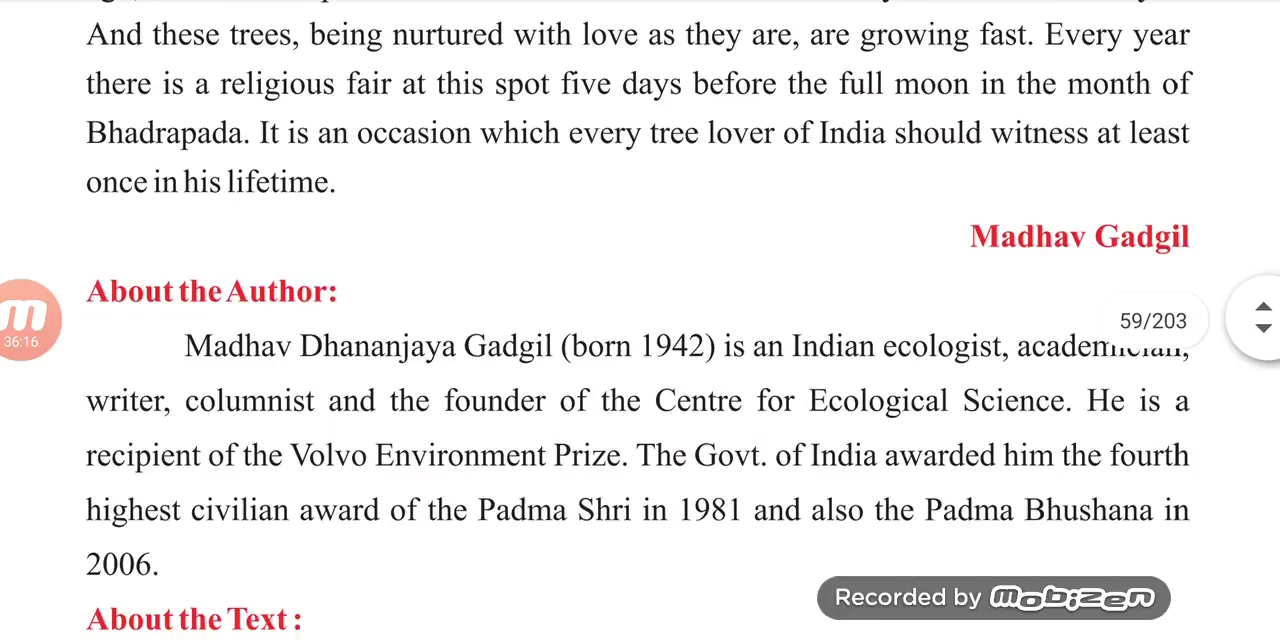 And these trees, being nurtured with love as they are, are growing fast. Every year
there is a religious fair at this spot five days before the full moon in the month of
Bhadrapada. It is an occasion which every tree lover of India should witness at least
once in his lifetime.
Madhav Gadgil
About the Author:
59/203
36:16
Madhav Dhananjaya Gadgil (born 1942) is an Indian ecologist, academician,
writer, columnist and the founder of the Centre for Ecological Science. He is a
recipient of the Volvo Environment Prize. The Govt. of India awarded him the fourth
highest civilian award of the Padma Shri in 1981 and also the Padma Bhushana in
2006.
Recorded by mobizen
About the Text :